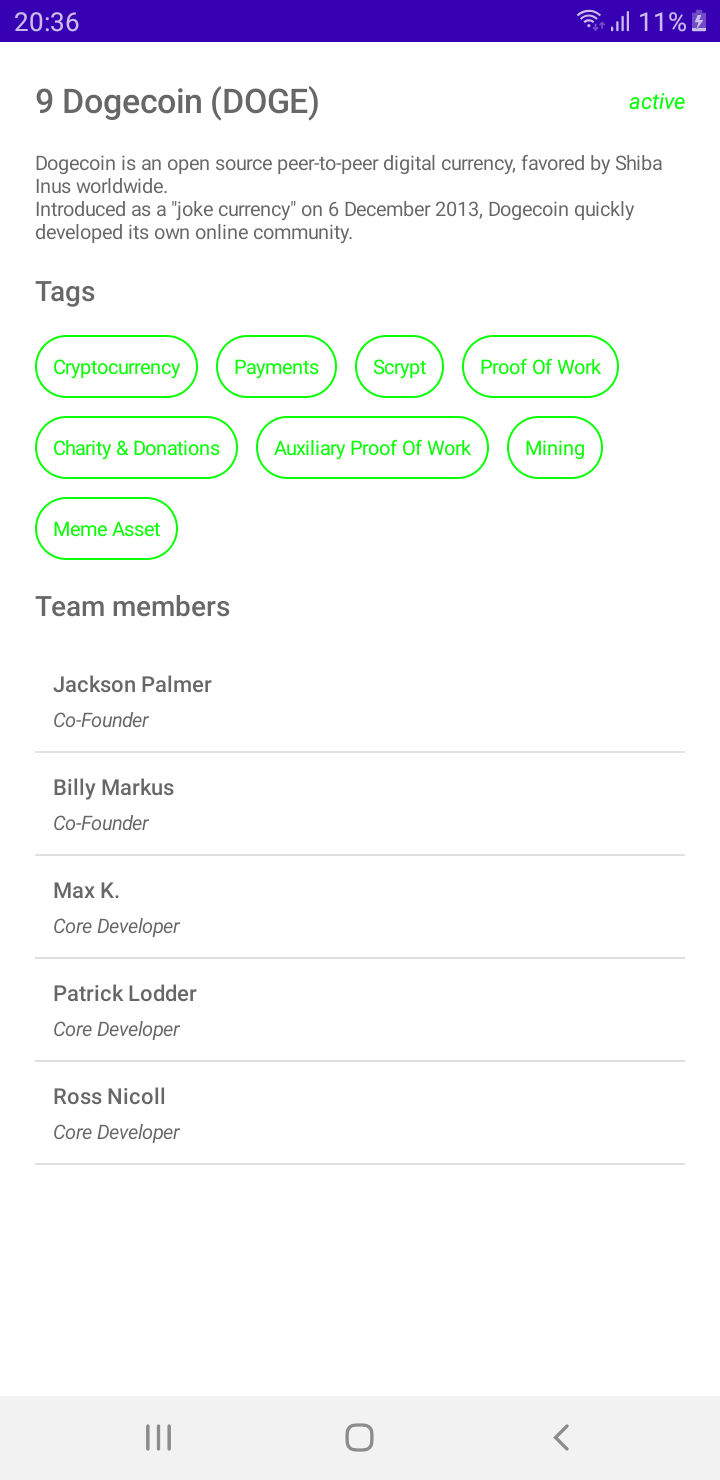 20:36 11%
9 Dogecoin (DOGE) active
Dogecoin is an open source peer-to-peer digital currency, favored by Shiba
Inus worldwide.
Introduced as a "joke currency" on 6 December 2013, Dogecoin quickly
developed its own online community.
Tags
Cryptocurrency Payments Scrypt Proof Of Work
Charity & Donations Auxiliary Proof Of Work Mining
Meme Asset
Team members
Jackson Palmer
Co-Founder
Billy Markus
Co-Founder
Max K.
Core Developer
Patrick Lodder
Core Developer
Ross Nicoll
Core Developer